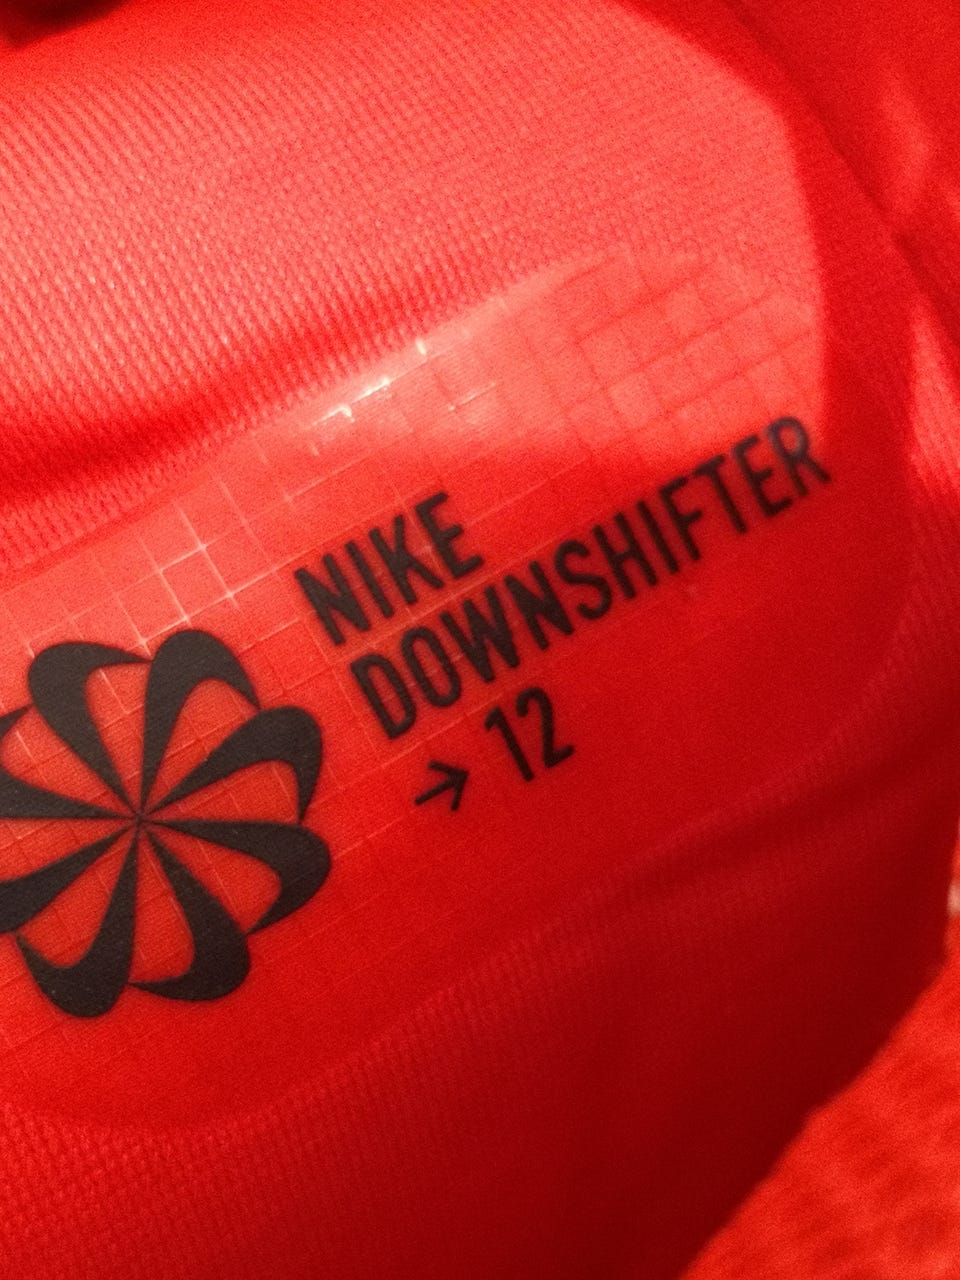 NIKE
DOWNSHIFTER
→ 12